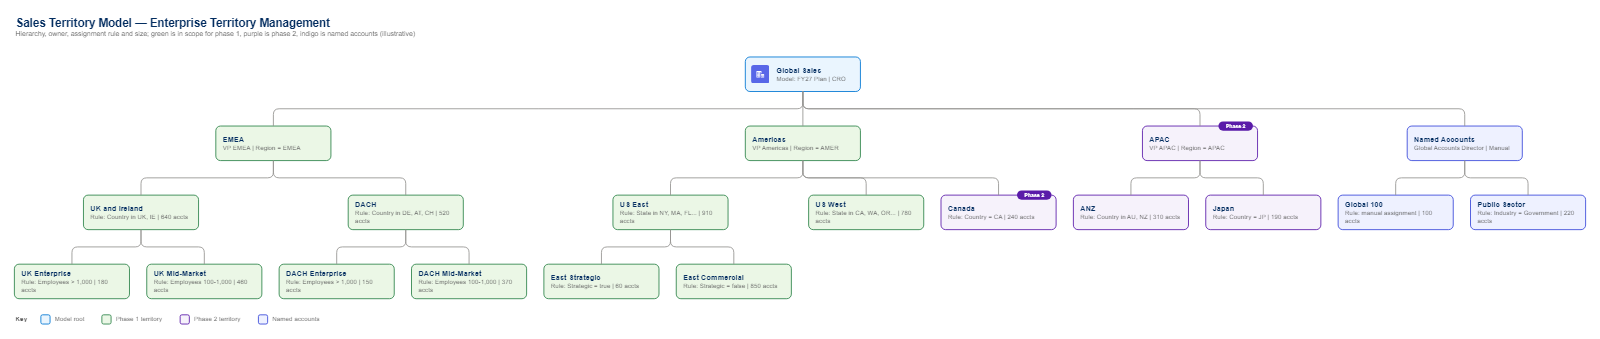 Sales Territory Model — Enterprise Territory Management
Hierarchy, owner, assignment rule and size; green is in scope for phase 1, purple is phase 2, indigo is named accounts (illustrative)
Global Sales
Model: FY27 Plan | CRO
EMEA
VP EMEA | Region = EMEA
Americas
VP Americas | Region = AMER
Phase 2
APAC
VP APAC | Region = APAC
Named Accounts
Global Accounts Director | Manual
UK and Ireland
Rule: Country in UK, IE | 640 accts
DACH
Rule: Country in DE, AT, CH | 520
accts
US East
Rule: State in NY, MA, FL... | 910
accts
US West
Rule: State in CA, WA, OR... | 780
accts
Phase 2
Canada
Rule: Country = CA | 240 accts
ANZ
Rule: Country in AU, NZ | 310 accts
Japan
Rule: Country = JP | 190 accts
Global 100
Rule: manual assignment | 100
accts
Public Sector
Rule: Industry = Government | 220
accts
UK Enterprise
Rule: Employees > 1,000 | 180
accts
UK Mid-Market
Rule: Employees 100-1,000 | 460
accts
DACH Enterprise
Rule: Employees > 1,000 | 150
accts
DACH Mid-Market
Rule: Employees 100-1,000 | 370
accts
East Strategic
Rule: Strategic = true | 60 accts
East Commercial
Rule: Strategic = false | 850 accts
Key
Model root
Phase 1 territory
Phase 2 territory
Named accounts